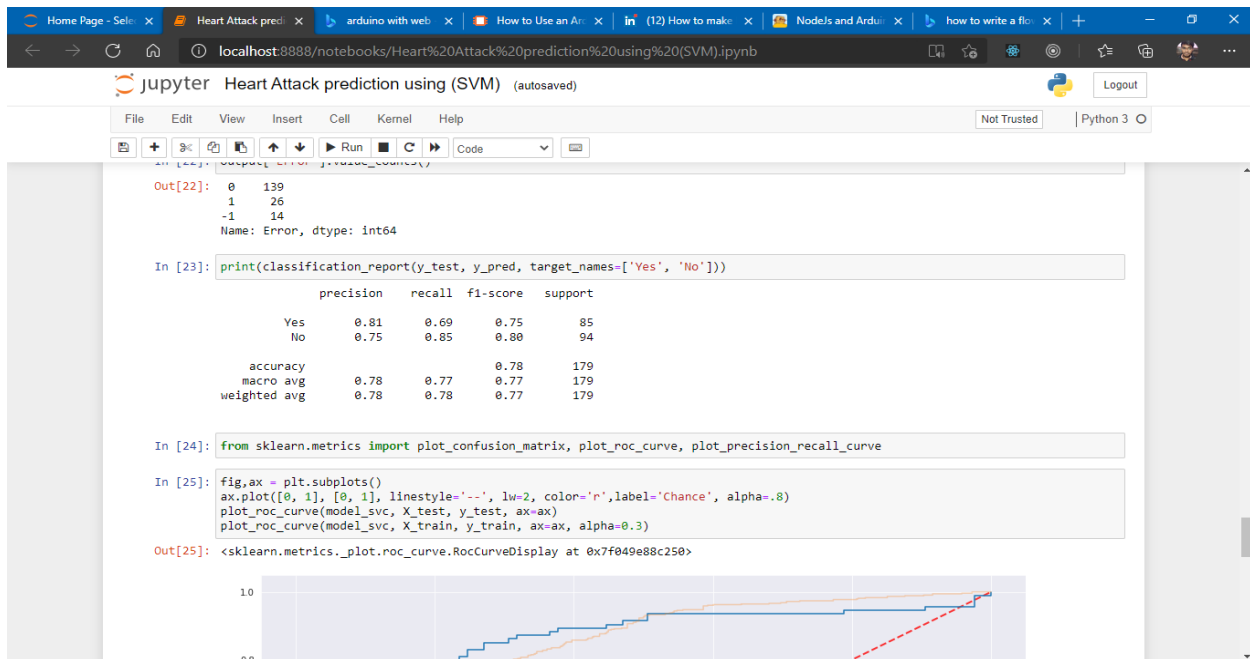 Home Page - Sele
Heart Attack predi
arduino with web
How to Use an Arc
(12) How to make
NodeJs and Arduir
how to write a flov
localhost:8888/notebooks/Heart%20Attack%20prediction%20using%20(SVM).ipynb
jupyter Heart Attack prediction using (SVM) (autosaved)
Logout
File Edit View Insert Cell Kernel Help
Not Trusted
Python 3
Run
Code
In [22]: output['Error'].value_counts()
Out[22]: 0 139
1 26
-1 14
Name: Error, dtype: int64
In [23]: print(classification_report(y_test, y_pred, target_names=['Yes', 'No']))
precision recall f1-score support
Yes 0.81 0.69 0.75 85
No 0.75 0.85 0.80 94
accuracy 0.78 179
macro avg 0.78 0.77 0.77 179
weighted avg 0.78 0.78 0.77 179
In [24]: from sklearn.metrics import plot_confusion_matrix, plot_roc_curve, plot_precision_recall_curve
In [25]: fig,ax = plt.subplots()
ax.plot([0, 1], [0, 1], linestyle='--', lw=2, color='r',label='Chance', alpha=.8)
plot_roc_curve(model_svc, X_test, y_test, ax=ax)
plot_roc_curve(model_svc, X_train, y_train, ax=ax, alpha=0.3)
Out[25]: <sklearn.metrics._plot.roc_curve.RocCurveDisplay at 0x7f049e88c250>
1.0